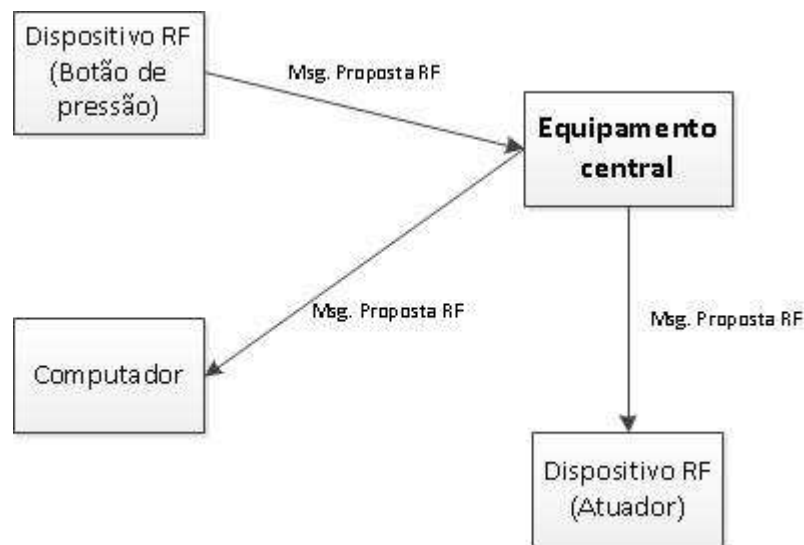 Dispositivo RF
(Botão de
pressão)
Msg. Proposta RF
Equipamento
central
Msg. Proposta RF
Msg. Proposta RF
Computador
Dispositivo RF
(Atuador)